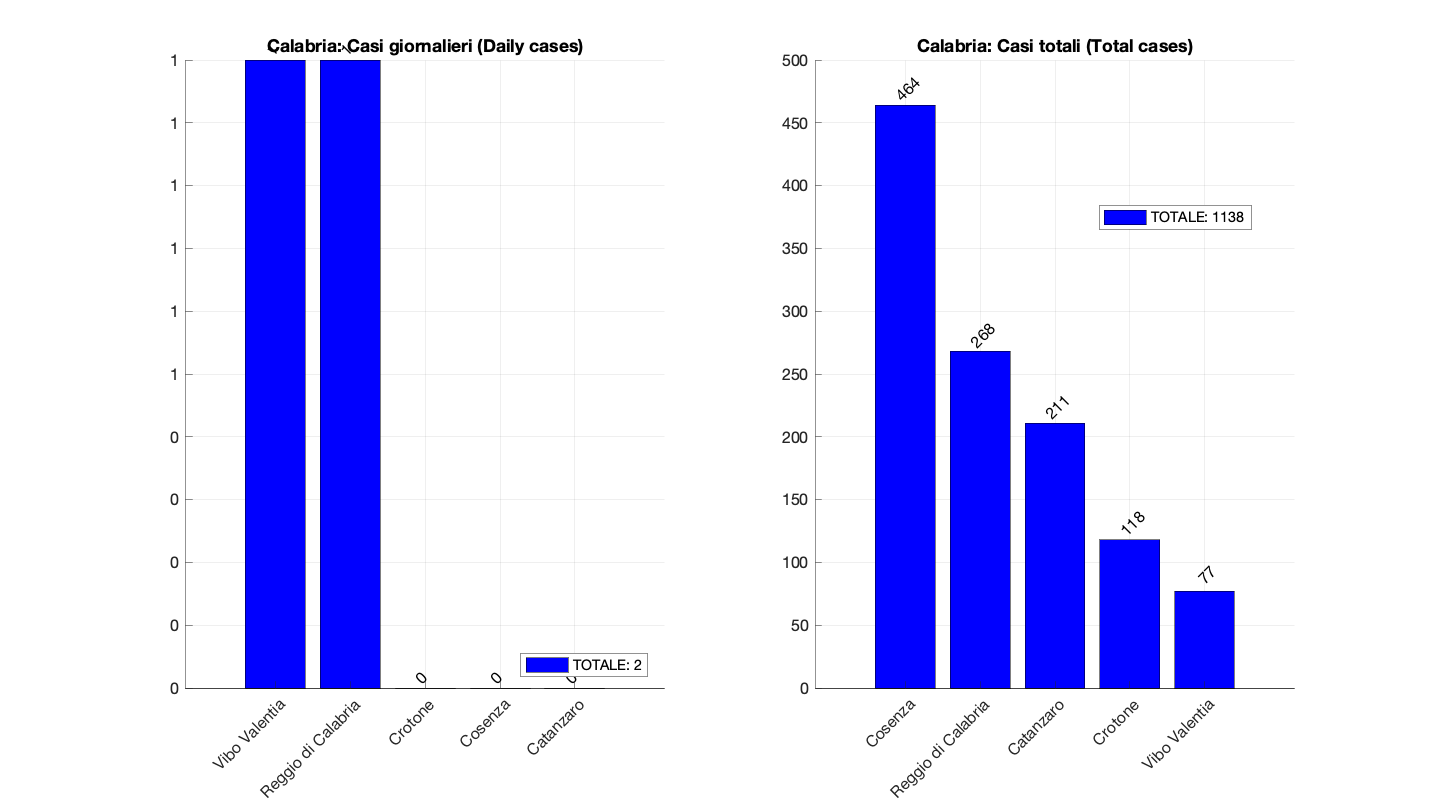 Calabria: Casi giornalieri (Daily cases)
1
1
1
1
1
1
0
0
0
0
0
0
0
0
TOTALE: 2
Vibo Valentia
Reggio di Calabria
Crotone
Cosenza
Catanzaro
Calabria: Casi totali (Total cases)
500
450
400
350
300
250
200
150
100
50
0
464
268
211
118
77
TOTALE: 1138
Cosenza
Reggio di Calabria
Catanzaro
Crotone
Vibo Valentia